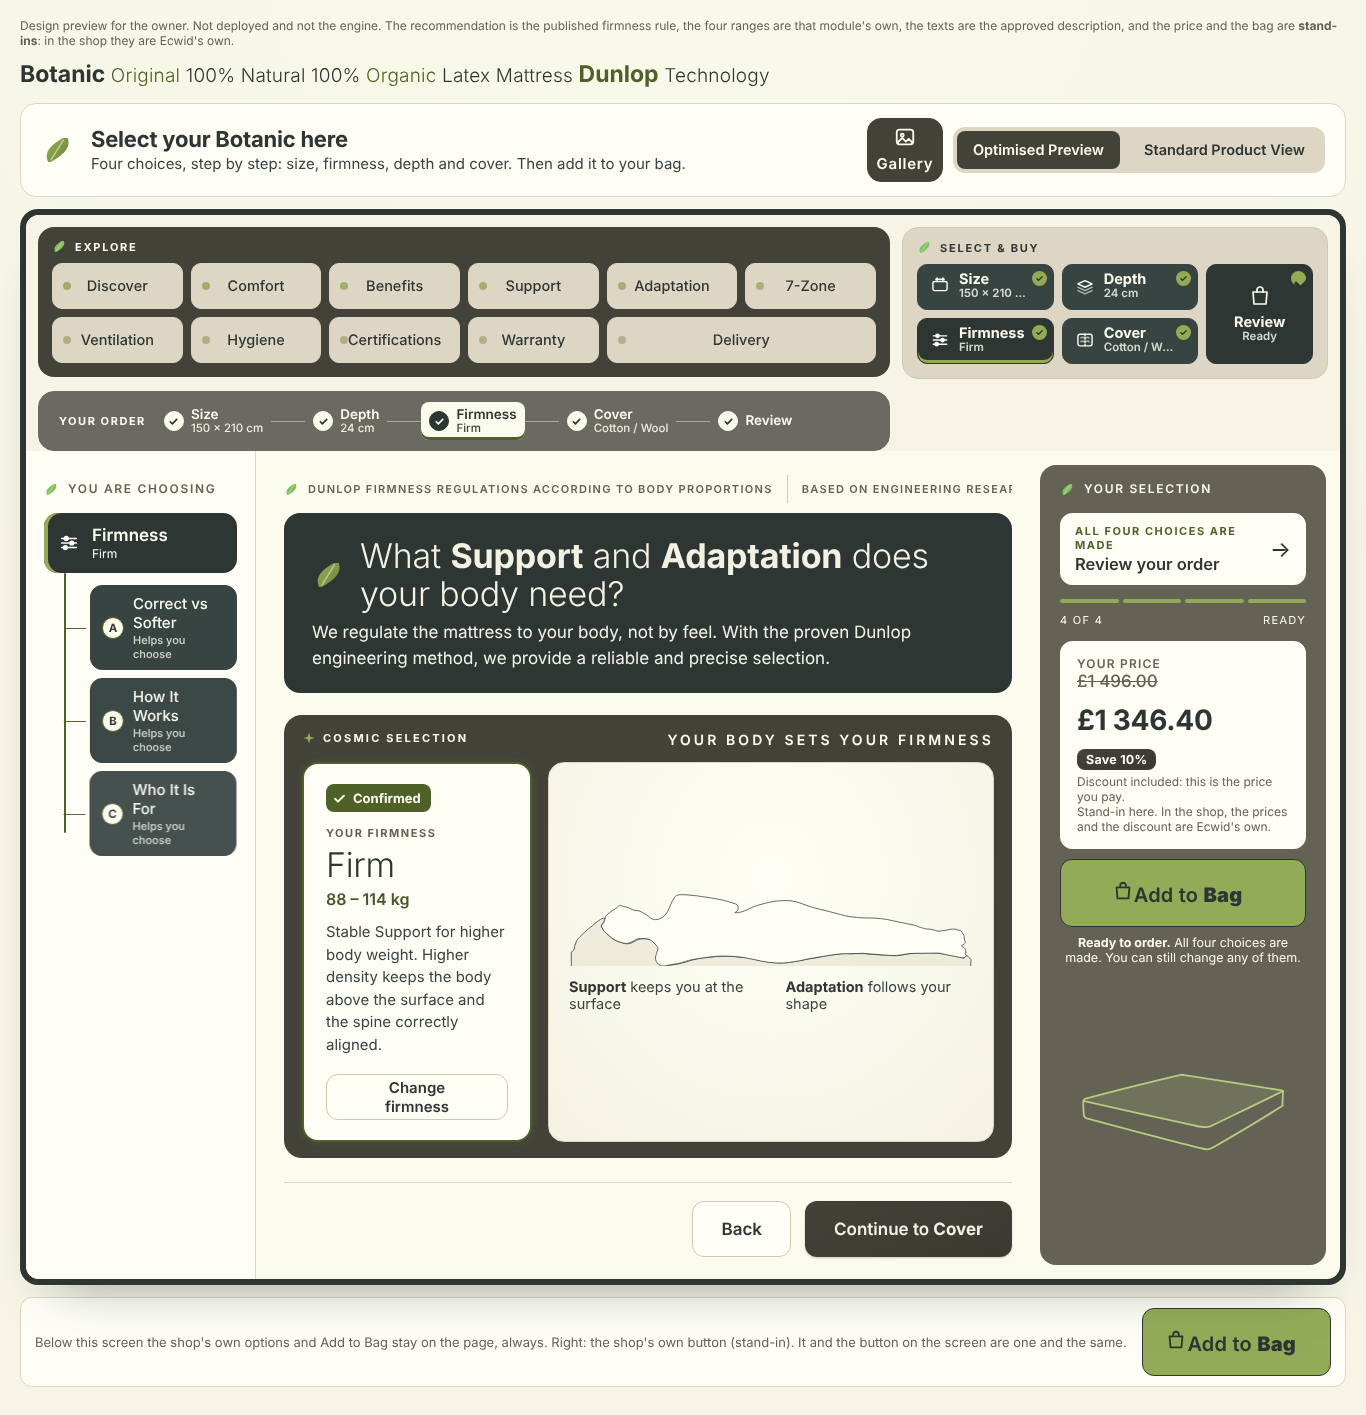 Design preview for the owner. Not deployed and not the engine. The recommendation is the published firmness rule, the four ranges are that module's own, the texts are the approved description, and the price and the bag are stand-
ins: in the shop they are Ecwid's own.
Botanic Original 100% Natural 100% Organic Latex Mattress Dunlop Technology
Select your Botanic here
Four choices, step by step: size, firmness, depth and cover. Then add it to your bag.
Gallery
Optimised Preview
Standard Product View
EXPLORE
Discover
Comfort
Benefits
Support
Adaptation
7-Zone
Ventilation
Hygiene
Certifications
Warranty
Delivery
SELECT & BUY
Size
150 × 210 ...
Depth
24 cm
Firmness
Firm
Cover
Cotton / W...
Review
Ready
YOUR ORDER
Size
150 × 210 cm
Depth
24 cm
Firmness
Firm
Cover
Cotton / Wool
Review
YOU ARE CHOOSING
Firmness
Firm
A
Correct vs
Softer
Helps you
choose
B
How It
Works
Helps you
choose
C
Who It Is
For
Helps you
choose
DUNLOP FIRMNESS REGULATIONS ACCORDING TO BODY PROPORTIONS
BASED ON ENGINEERING RESEAR
What Support and Adaptation does
your body need?
We regulate the mattress to your body, not by feel. With the proven Dunlop
engineering method, we provide a reliable and precise selection.
COSMIC SELECTION
YOUR BODY SETS YOUR FIRMNESS
Confirmed
YOUR FIRMNESS
Firm
88 – 114 kg
Stable Support for higher
body weight. Higher
density keeps the body
above the surface and
the spine correctly
aligned.
Change
firmness
Support keeps you at the
surface
Adaptation follows your
shape
Back
Continue to Cover
YOUR SELECTION
ALL FOUR CHOICES ARE
MADE
Review your order
4 OF 4
READY
YOUR PRICE
£1 496.00
£1 346.40
Save 10%
Discount included: this is the price
you pay.
Stand-in here. In the shop, the prices
and the discount are Ecwid's own.
Add to Bag
Ready to order. All four choices are
made. You can still change any of them.
Below this screen the shop's own options and Add to Bag stay on the page, always. Right: the shop's own button (stand-in). It and the button on the screen are one and the same.
Add to Bag